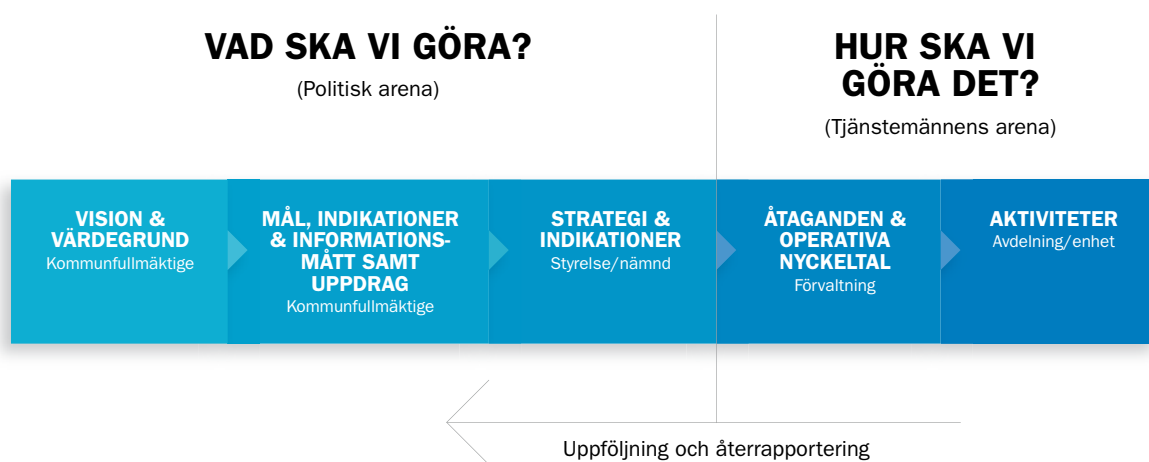 VAD SKA VI GÖRA?
(Politisk arena)
HUR SKA VI
GÖRA DET?
(Tjänstemännens arena)
VISION &
VÄRDEGRUND
Kommunfullmäktige
MÅL, INDIKATIONER
& INFORMATIONS-
MÅTT SAMT
UPPDRAG
Kommunfullmäktige
STRATEGI &
INDIKATIONER
Styrelse/nämnd
ÅTAGANDEN &
OPERATIVA
NYCKELTAL
Förvaltning
AKTIVITETER
Avdelning/enhet
Uppföljning och återrapportering